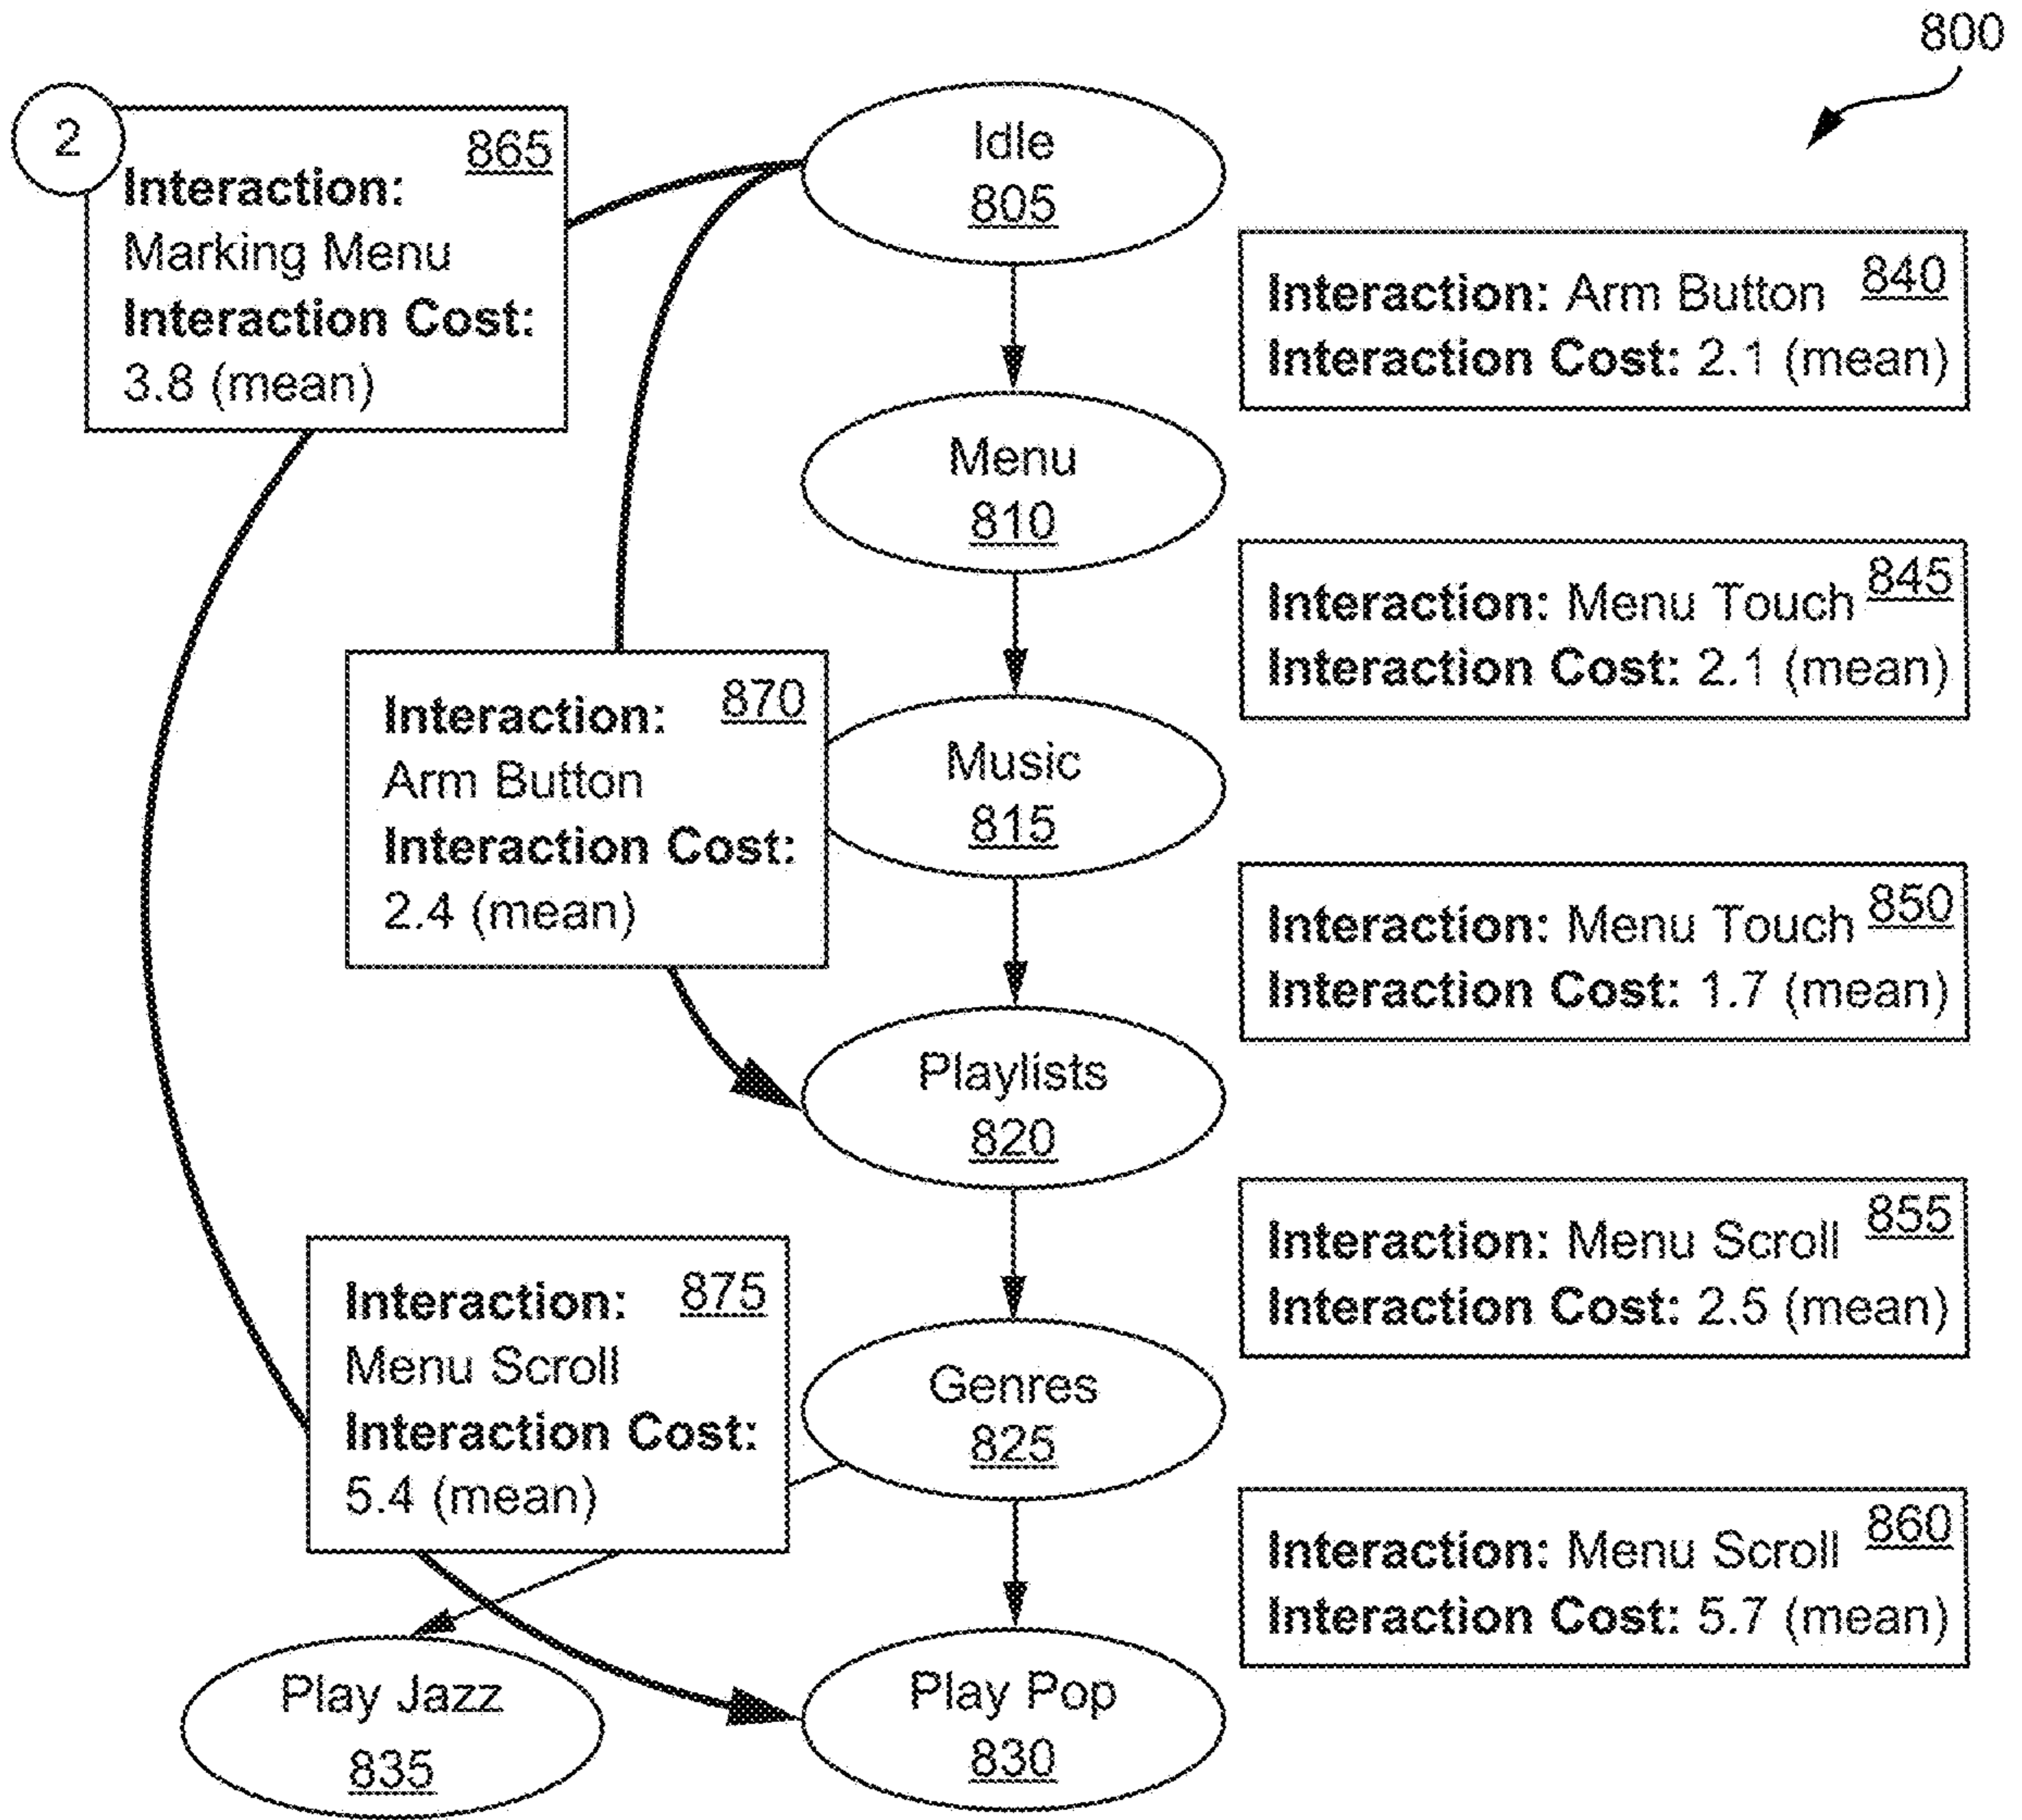 800
2
865
Interaction:
Marking Menu
Interaction Cost:
3.8 (mean)
Idle
805
Interaction: Arm Button 840
Interaction Cost: 2.1 (mean)
Menu
810
Interaction: Menu Touch 845
Interaction Cost: 2.1 (mean)
870
Interaction:
Arm Button
Interaction Cost:
2.4 (mean)
Music
815
Interaction: Menu Touch 850
Interaction Cost: 1.7 (mean)
Playlists
820
Interaction: Menu Scroll 855
Interaction Cost: 2.5 (mean)
875
Interaction:
Menu Scroll
Interaction Cost:
5.4 (mean)
Genres
825
Interaction: Menu Scroll 860
Interaction Cost: 5.7 (mean)
Play Jazz
835
Play Pop
830